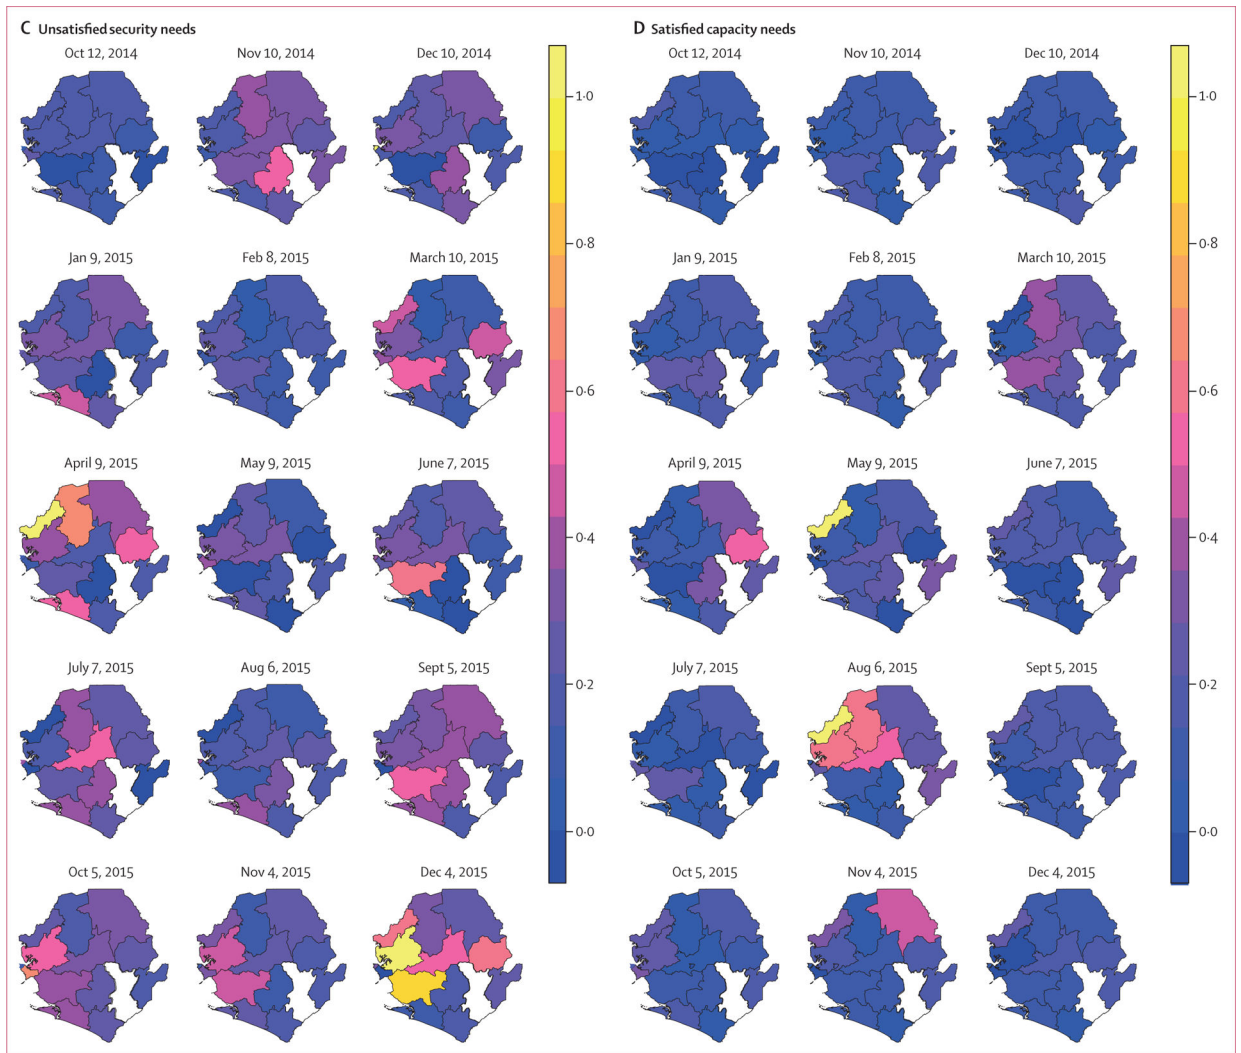 C Unsatisfied security needs
Oct 12, 2014
Nov 10, 2014
Dec 10, 2014
Jan 9, 2015
Feb 8, 2015
March 10, 2015
April 9, 2015
May 9, 2015
June 7, 2015
July 7, 2015
Aug 6, 2015
Sept 5, 2015
Oct 5, 2015
Nov 4, 2015
Dec 4, 2015
1·0
0·8
0·6
0·4
0·2
0·0
D Satisfied capacity needs
Oct 12, 2014
Nov 10, 2014
Dec 10, 2014
Jan 9, 2015
Feb 8, 2015
March 10, 2015
April 9, 2015
May 9, 2015
June 7, 2015
July 7, 2015
Aug 6, 2015
Sept 5, 2015
Oct 5, 2015
Nov 4, 2015
Dec 4, 2015
1·0
0·8
0·6
0·4
0·2
0·0